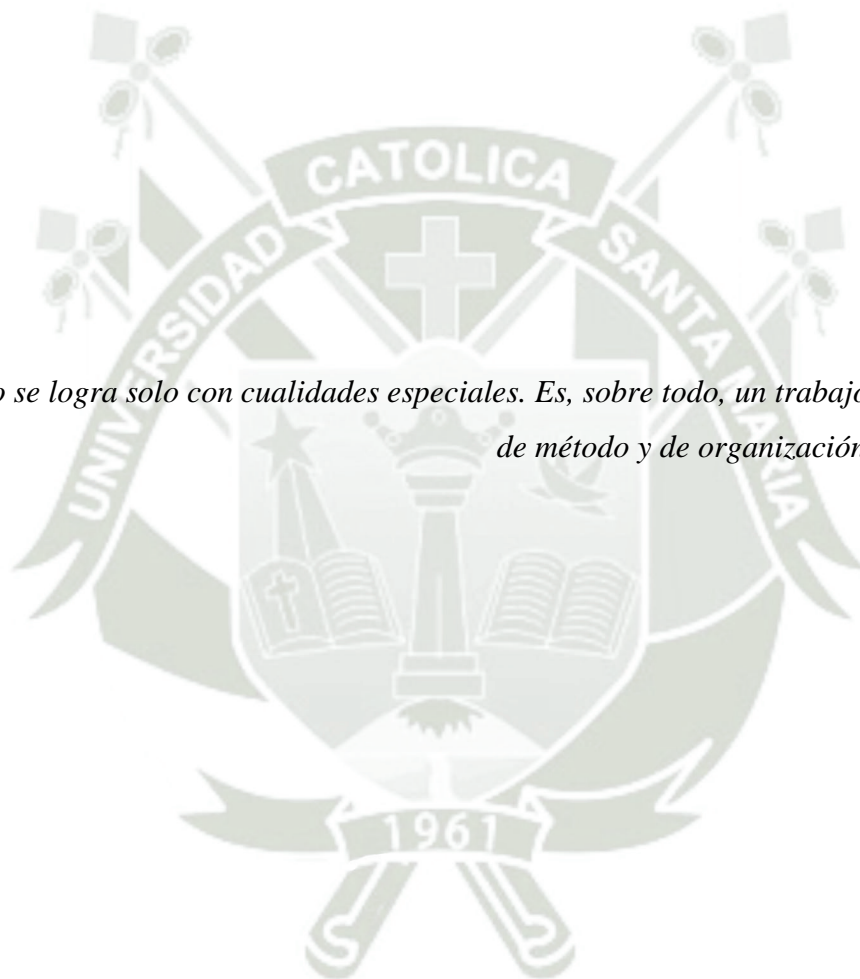 CATOLICA
UNIVERSIDAD
SANTA MARIA
o se logra solo con cualidades especiales. Es, sobre todo, un trabajo
de método y de organización
1961